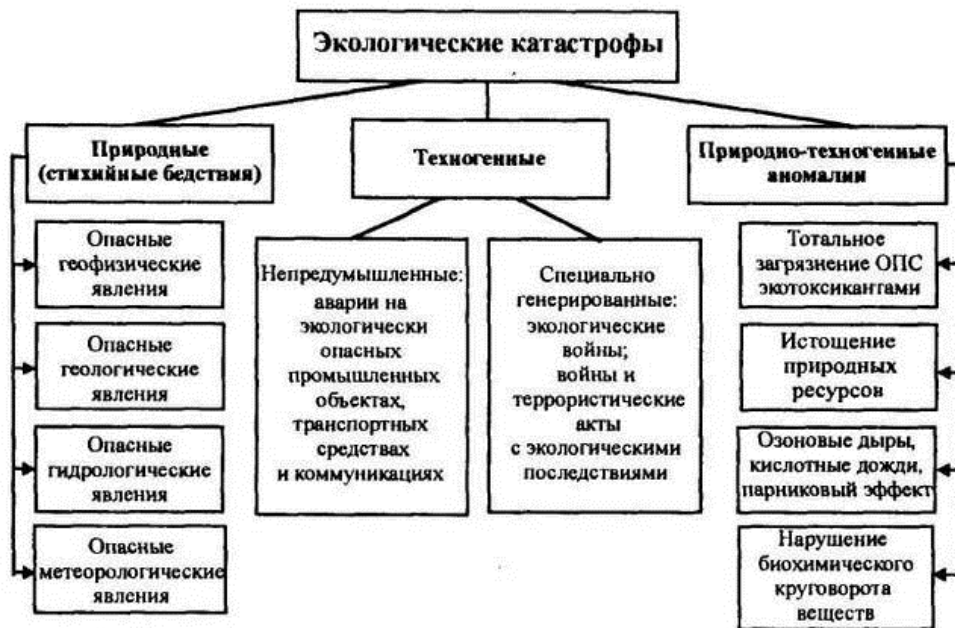 Экологические катастрофы
Природные
(стихийные бедствия)
Техногенные
Природно-техногенные
аномалии
Опасные
геофизические
явления
Опасные
геологические
явления
Опасные
гидрологические
явления
Опасные
метеорологические
явления
Непредумышленные:
аварии на
экологически
опасных
промышленных
объектах,
транспортных
средствах
и коммуникациях
Специально
генерированные:
экологические
войны;
войны и
террористические
акты
с экологическими
последствиями
Тотальное
загрязнение ОПС
экотоксикантами
Истощение
природных
ресурсов
Озоновые дыры,
кислотные дожди,
парниковый эффект
Нарушение
биохимического
круговорота
веществ